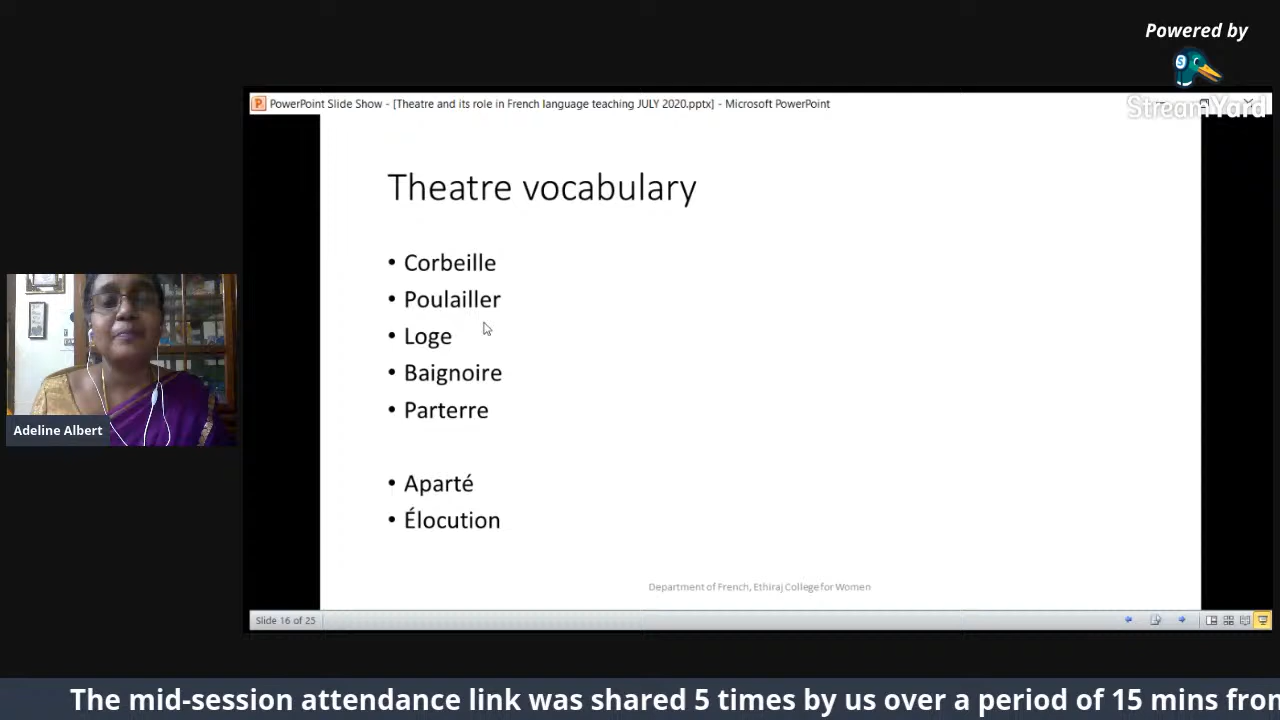 Powered by
StreamYard
PowerPoint Slide Show - [Theatre and its role in French language teaching JULY 2020.pptx] - Microsoft PowerPoint
Theatre vocabulary
• Corbeille
• Poulailler
• Loge
• Baignoire
• Parterre
• Aparté
• Élocution
Adeline Albert
Department of French, Ethiraj College for Women
Slide 16 of 25
The mid-session attendance link was shared 5 times by us over a period of 15 mins from